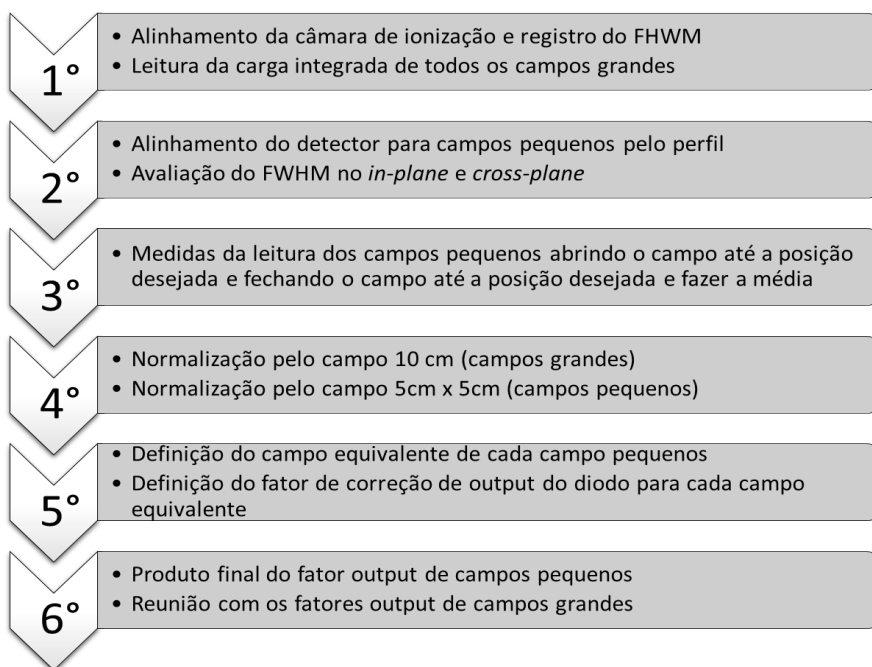 1°
• Alinhamento da câmara de ionização e registro do FHWM
• Leitura da carga integrada de todos os campos grandes
2°
• Alinhamento do detector para campos pequenos pelo perfil
• Avaliação do FWHM no in-plane e cross-plane
3°
• Medidas da leitura dos campos pequenos abrindo o campo até a posição
desejada e fechando o campo até a posição desejada e fazer a média
4°
• Normalização pelo campo 10 cm (campos grandes)
• Normalização pelo campo 5cm x 5cm (campos pequenos)
5°
• Definição do campo equivalente de cada campo pequenos
• Definição do fator de correção de output do diodo para cada campo
equivalente
6°
• Produto final do fator output de campos pequenos
• Reunião com os fatores output de campos grandes